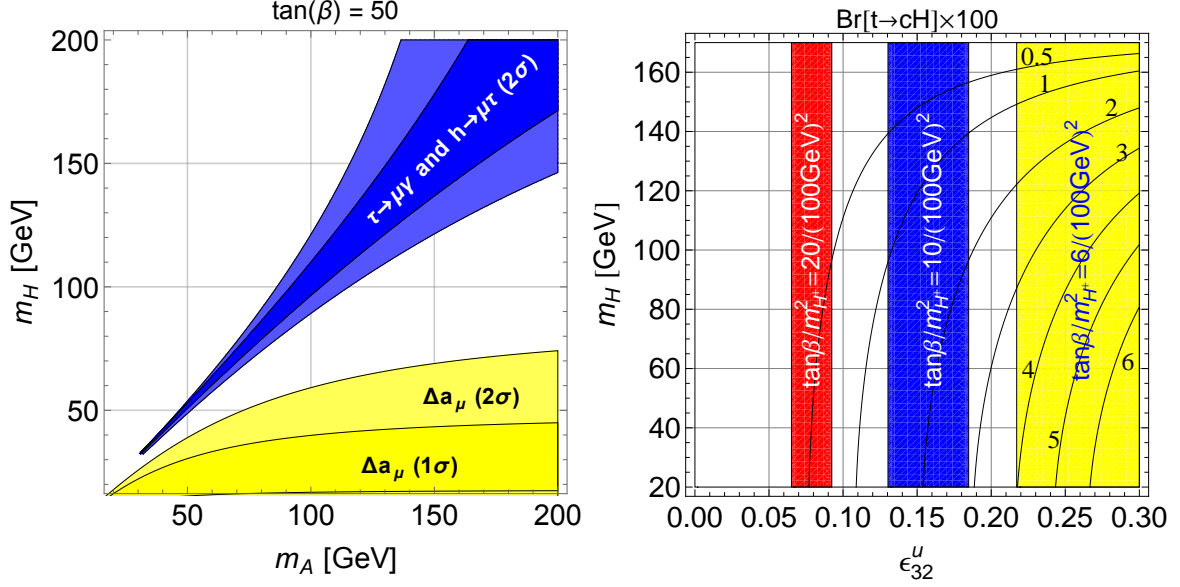 tan(β) = 50
200
150
100
50
m_H [GeV]
τ→μγ and h→μτ (2σ)
Δa_μ (2σ)
Δa_μ (1σ)
50
100
150
200
m_A [GeV]
Br[t→cH]×100
160
140
120
100
80
60
40
20
m_H [GeV]
tanβ/m²_H⁺=20/(100GeV)²
tanβ/m²_H⁺=10/(100GeV)²
tanβ/m²_H⁺=6/(100GeV)²
0.5
1
2
3
4
5
6
0.00
0.05
0.10
0.15
0.20
0.25
0.30
ϵ^u_32